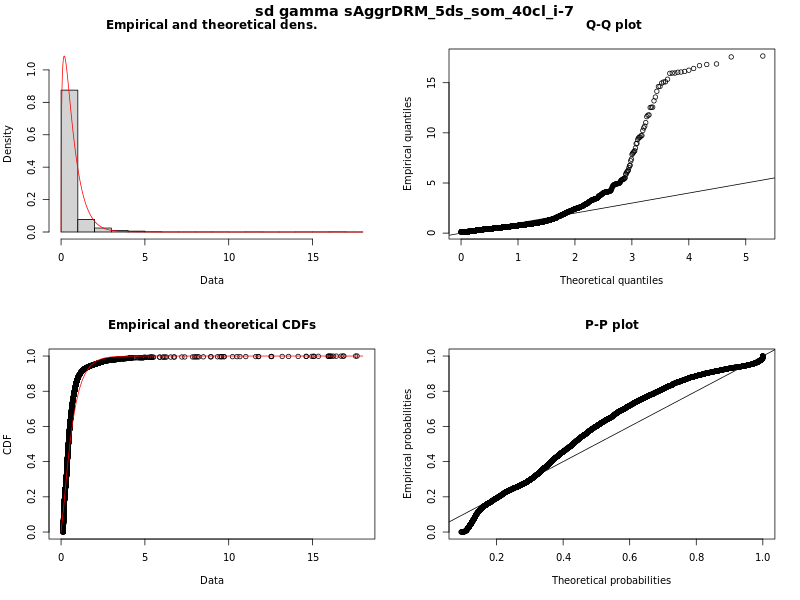 sd gamma sAggrDRM_5ds_som_40cl_i-7
Empirical and theoretical dens.
Density
0.0 0.2 0.4 0.6 0.8 1.0
0 5 10 15
Data
Q-Q plot
Empirical quantiles
0 5 10 15
0 1 2 3 4 5
Theoretical quantiles
Empirical and theoretical CDFs
CDF
0.0 0.2 0.4 0.6 0.8 1.0
0 5 10 15
Data
P-P plot
Empirical probabilities
0.0 0.2 0.4 0.6 0.8 1.0
0.2 0.4 0.6 0.8 1.0
Theoretical probabilities